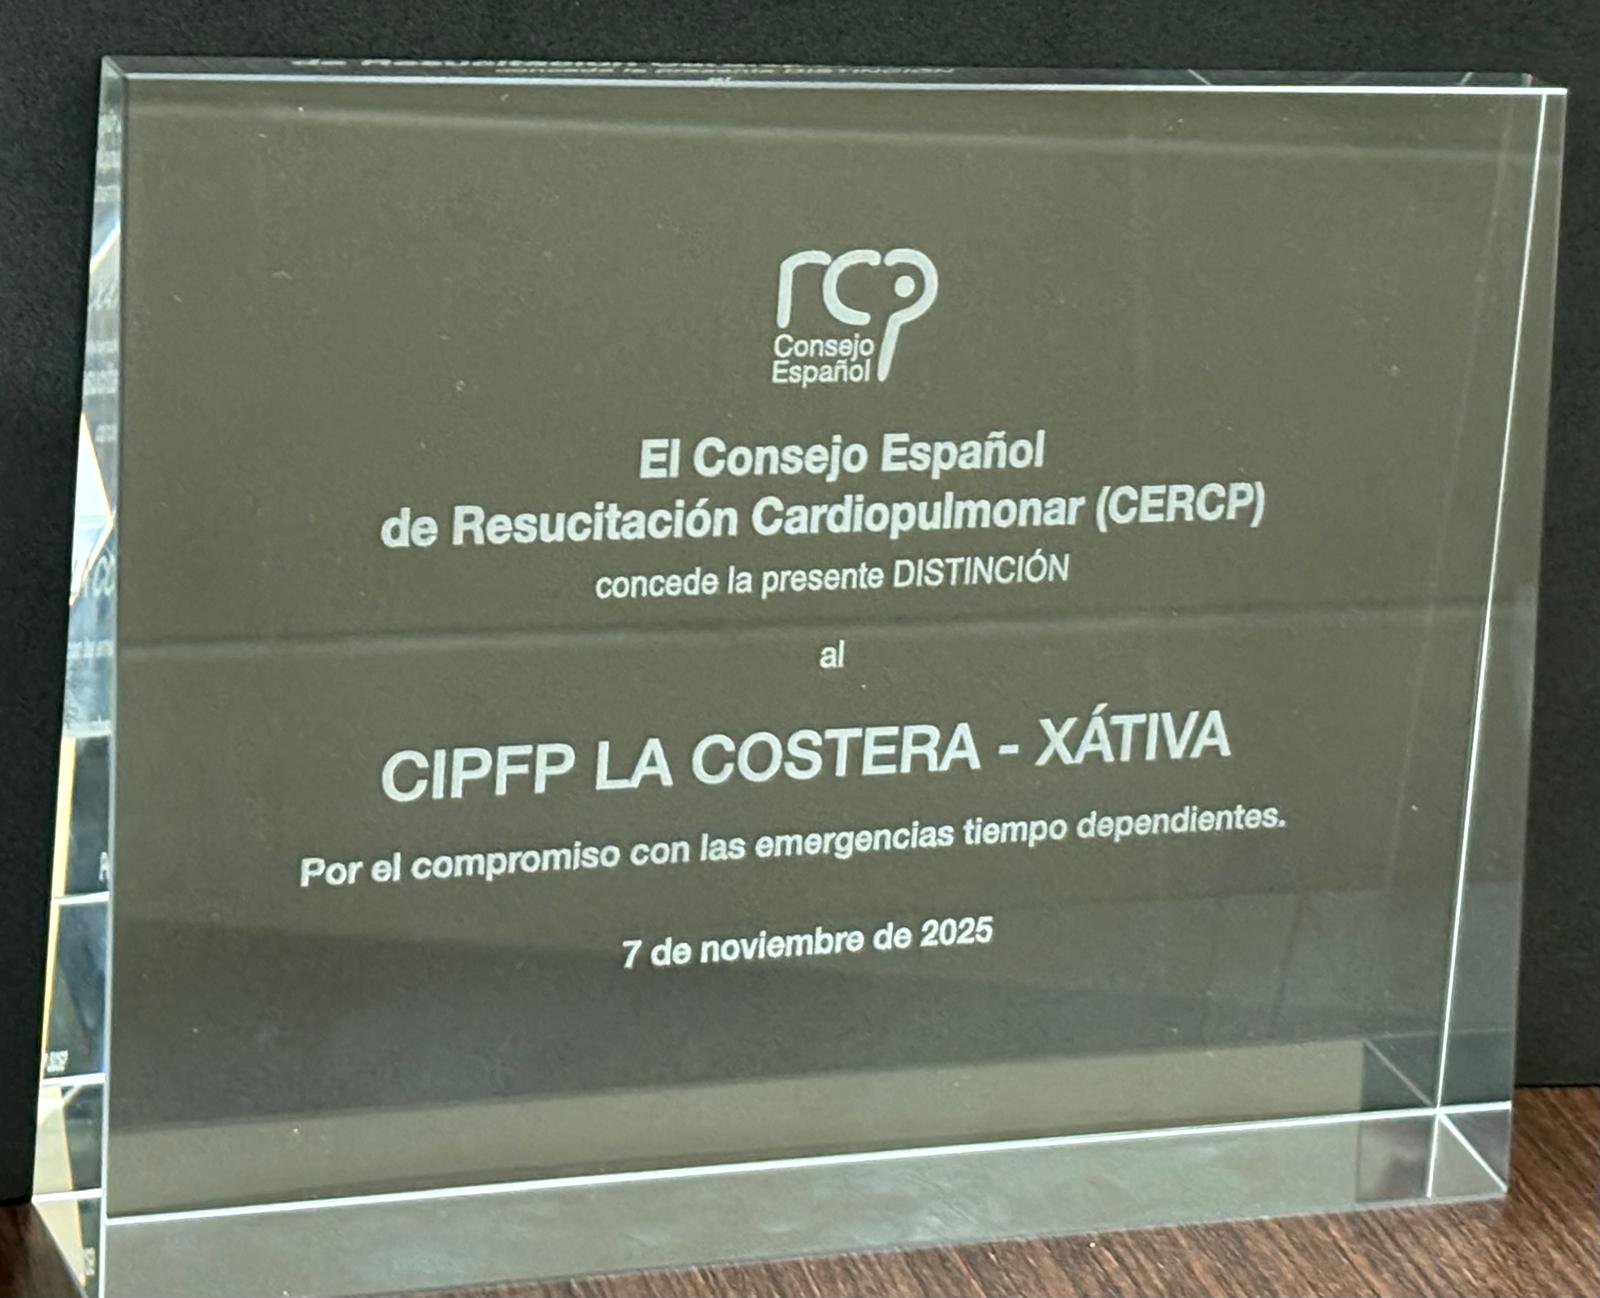 rcp
Consejo
Español
El Consejo Español
de Resucitación Cardiopulmonar (CERCP)
concede la presente DISTINCIÓN
al
CIPFP LA COSTERA - XÁTIVA
Por el compromiso con las emergencias tiempo dependientes.
7 de noviembre de 2025